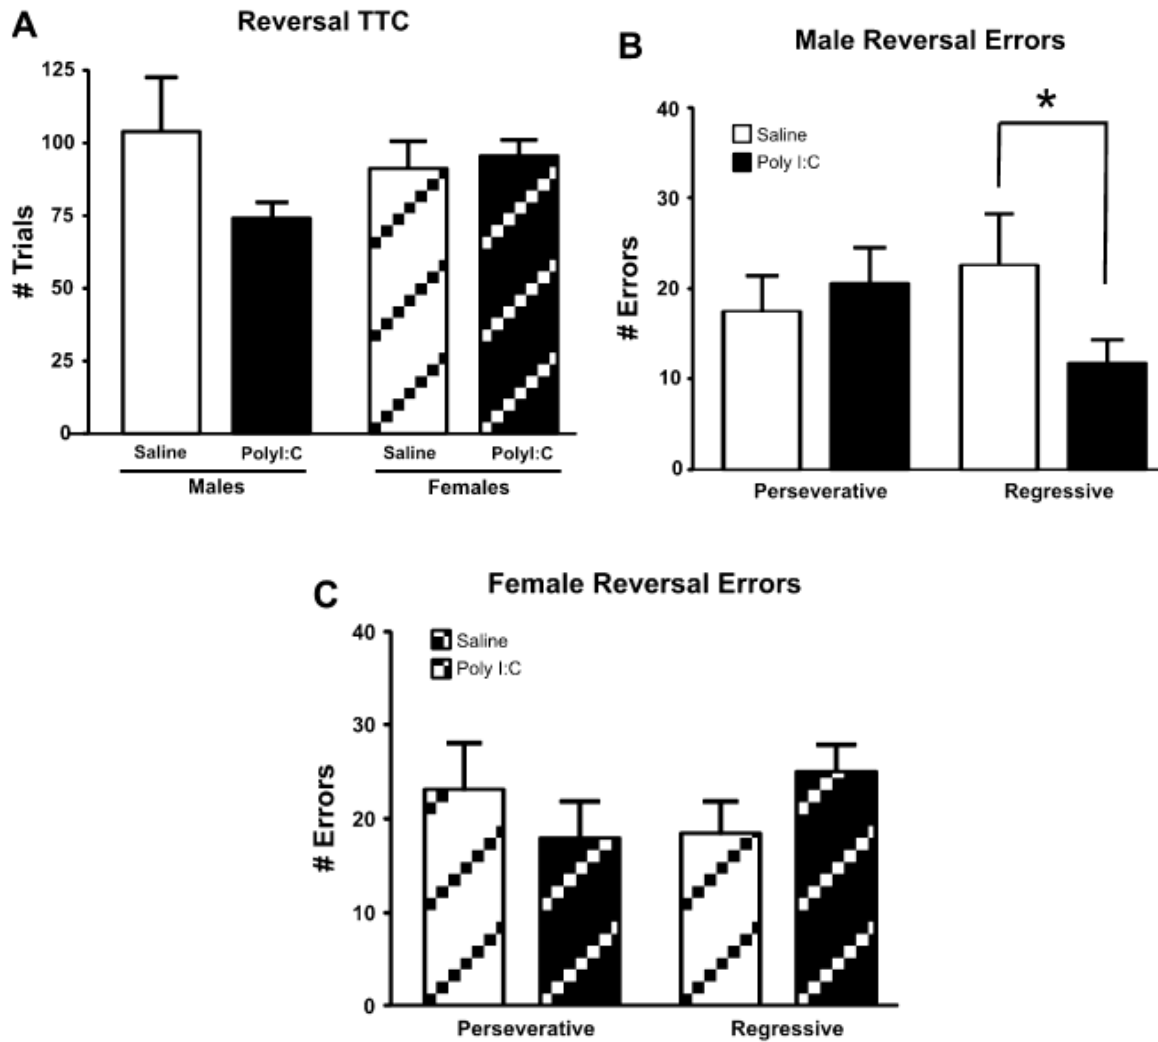 A
Reversal TTC
# Trials
125
100
75
50
25
0
Saline
PolyI:C
Saline
PolyI:C
Males
Females
B
Male Reversal Errors
# Errors
40
30
20
10
0
Saline
Poly I:C
*
Perseverative
Regressive
C
Female Reversal Errors
# Errors
40
30
20
10
0
Saline
Poly I:C
Perseverative
Regressive